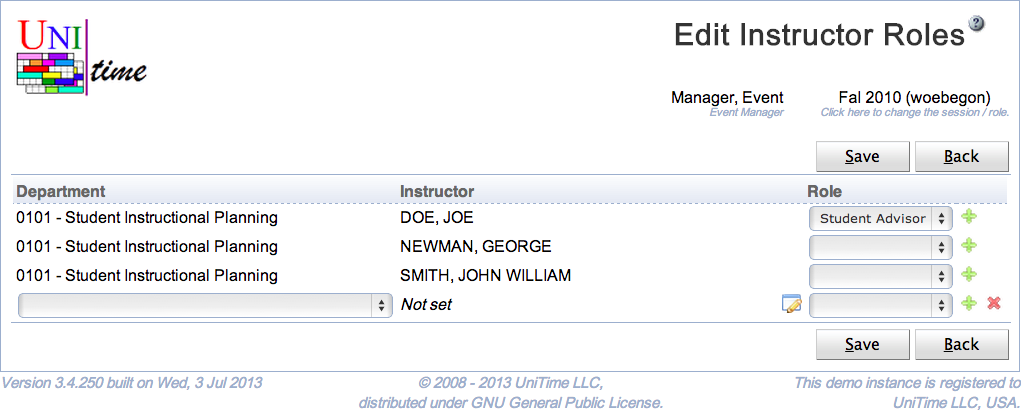 UNI
time
Edit Instructor Roles
?
Manager, Event Fal 2010 (woebegon)
Event Manager Click here to change the session / role.
Save Back
Department Instructor Role
0101 - Student Instructional Planning DOE, JOE Student Advisor
0101 - Student Instructional Planning NEWMAN, GEORGE
0101 - Student Instructional Planning SMITH, JOHN WILLIAM
Not set
Save Back
Version 3.4.250 built on Wed, 3 Jul 2013 © 2008 - 2013 UniTime LLC, This demo instance is registered to
distributed under GNU General Public License. UniTime LLC, USA.